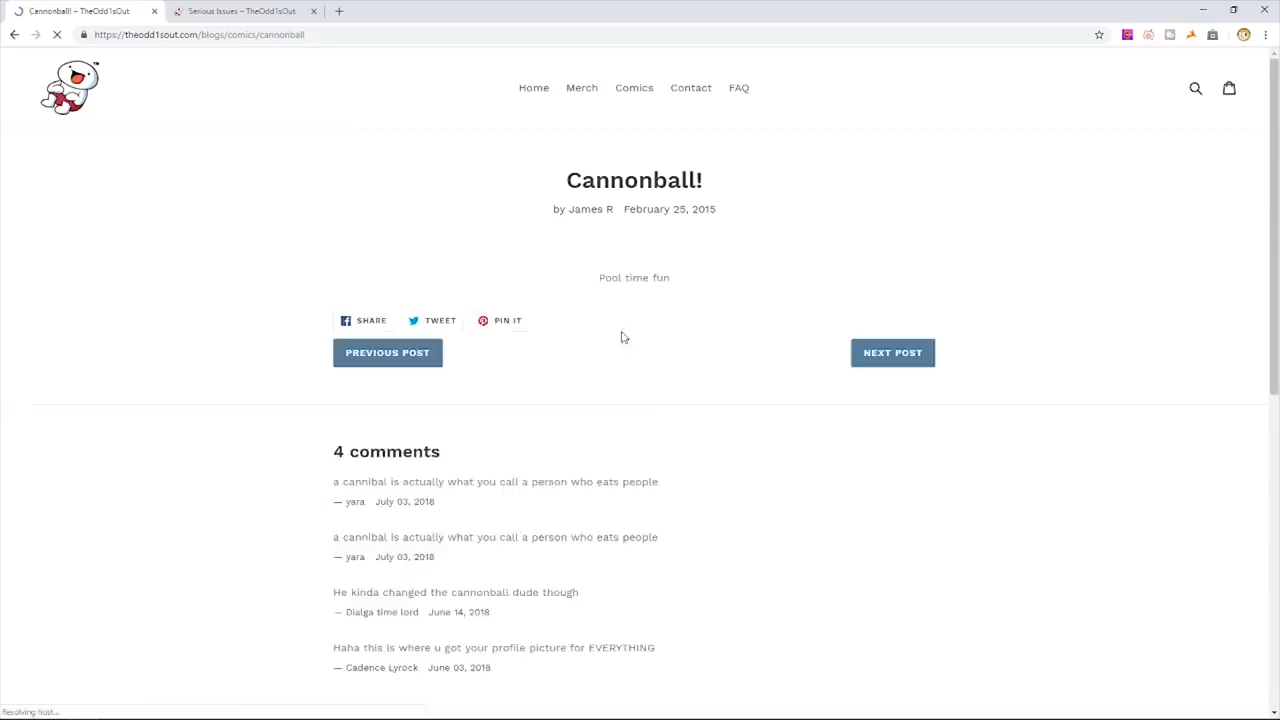 Cannonball! – TheOdd1sOut
Serious Issues – TheOdd1sOut
https://theodd1sout.com/blogs/comics/cannonball
TM
Home Merch Comics Contact FAQ
Cannonball!
by James R February 25, 2015
Pool time fun
SHARE TWEET PIN IT
PREVIOUS POST NEXT POST
4 comments
a cannibal is actually what you call a person who eats people
— yara July 03, 2018
a cannibal is actually what you call a person who eats people
— yara July 03, 2018
He kinda changed the cannonball dude though
— Dialga time lord June 14, 2018
Haha this is where u got your profile picture for EVERYTHING
— Cadence Lyrock June 03, 2018
Resolving host...